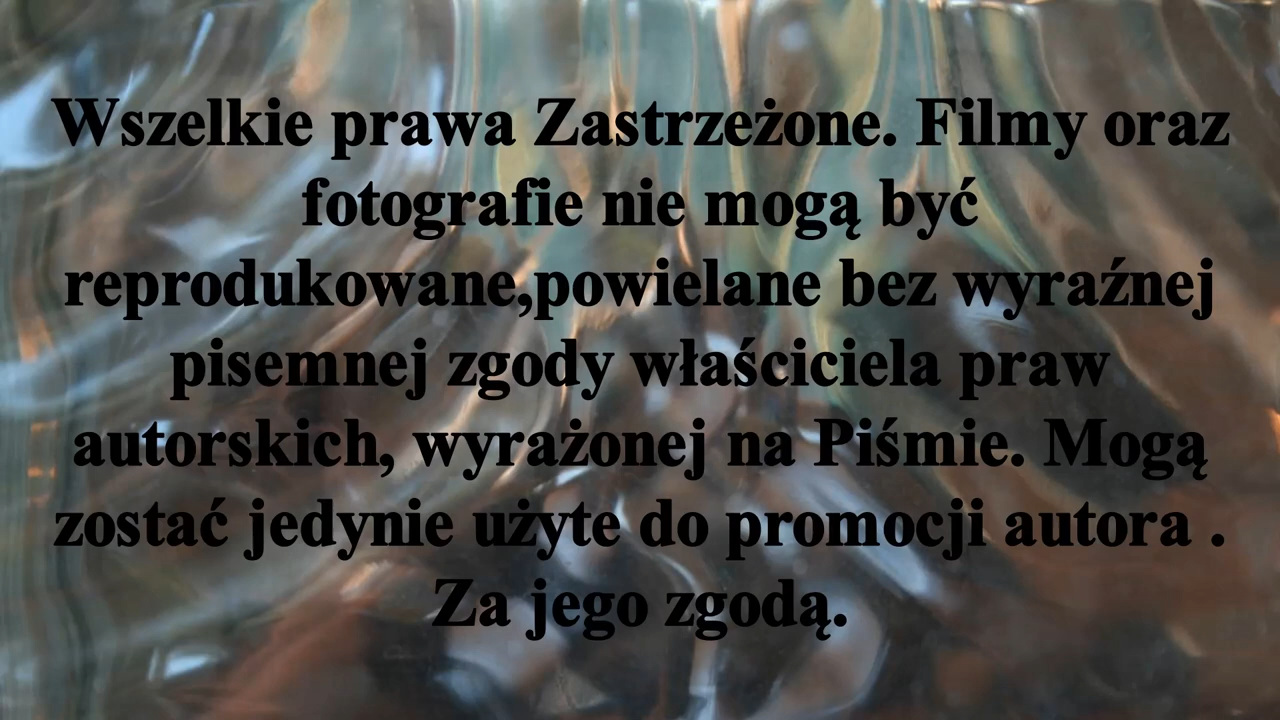 Wszelkie prawa Zastrzeżone. Filmy oraz
fotografie nie mogą być
reprodukowane,powielane bez wyraźnej
pisemnej zgody właściciela praw
autorskich, wyrażonej na Piśmie. Mogą
zostać jedynie użyte do promocji autora .
Za jego zgodą.